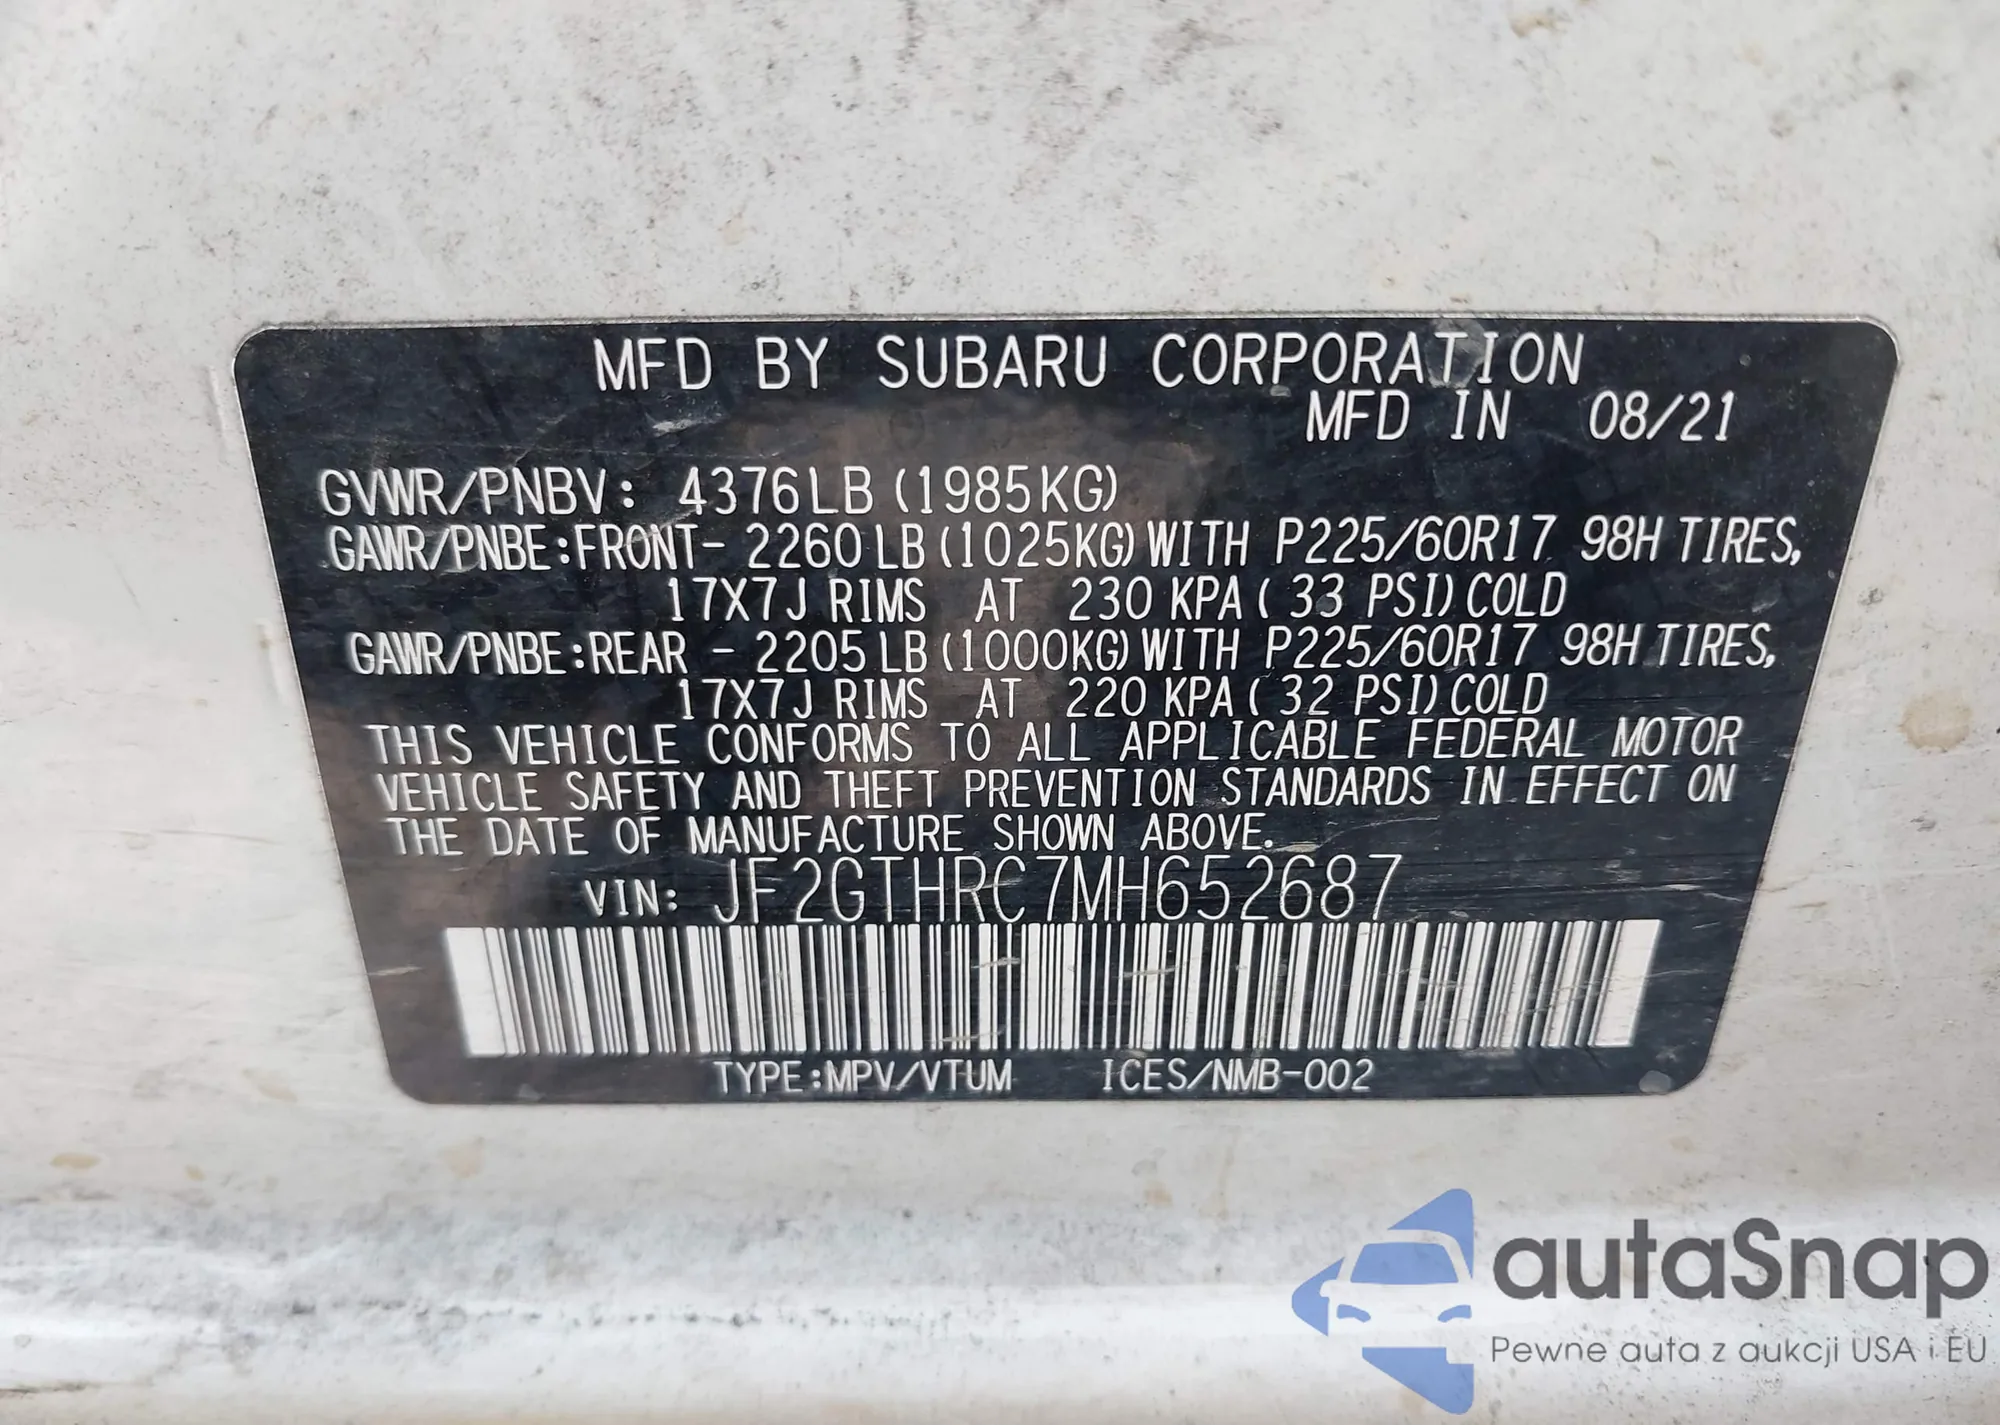 MFD BY SUBARU CORPORATION
MFD IN 08/21
GVWR/PNBV: 4376LB (1985KG)
GAWR/PNBE:FRONT- 2260 LB (1025KG) WITH P225/60R17 98H TIRES,
17X7J RIMS AT 230 KPA ( 33 PSI) COLD
GAWR/PNBE:REAR - 2205 LB (1000KG) WITH P225/60R17 98H TIRES,
17X7J RIMS AT 220 KPA ( 32 PSI) COLD
THIS VEHICLE CONFORMS TO ALL APPLICABLE FEDERAL MOTOR
VEHICLE SAFETY AND THEFT PREVENTION STANDARDS IN EFFECT ON
THE DATE OF MANUFACTURE SHOWN ABOVE.
VIN: JF2GTHRC7MH652687
TYPE:MPV/VTUM ICES/NMB-002
autaSnap
Pewne auta z aukcji USA i EU